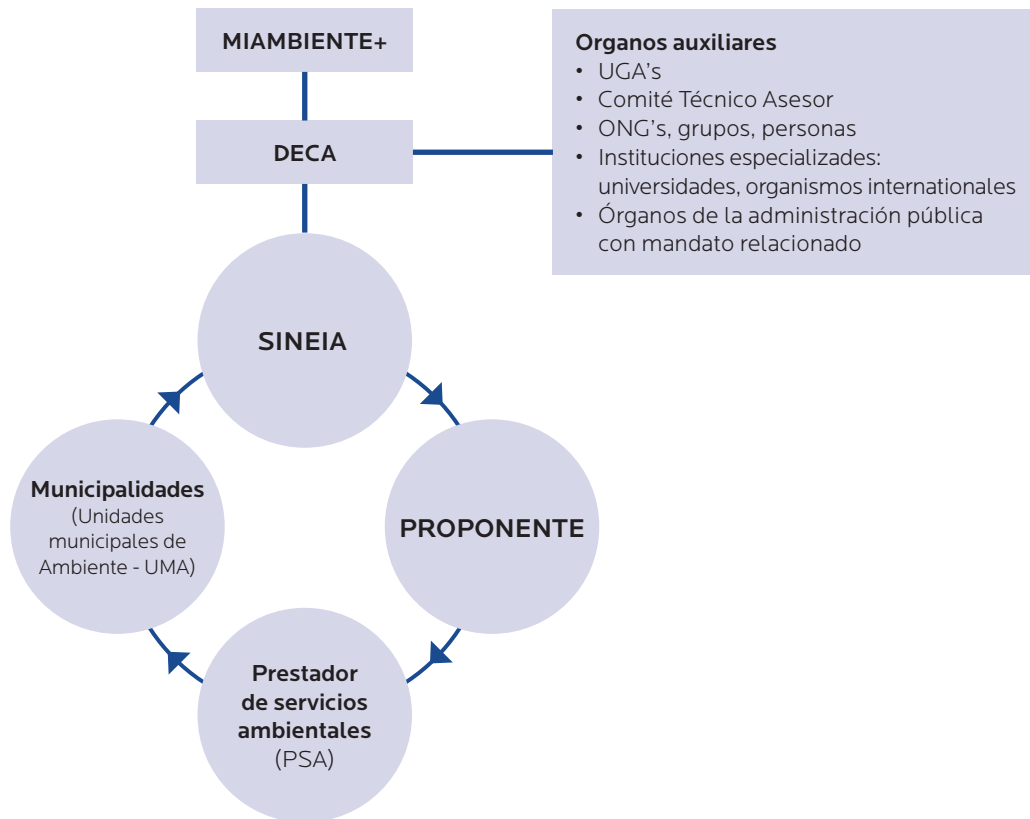 MIAMBIENTE+
DECA
Organos auxiliares
• UGA's
• Comité Técnico Asesor
• ONG's, grupos, personas
• Instituciones especializades:
universidades, organismos internationales
• Órganos de la administración pública
con mandato relacionado
SINEIA
PROPONENTE
Prestador
de servicios
ambientales
(PSA)
Municipalidades
(Unidades
municipales de
Ambiente - UMA)